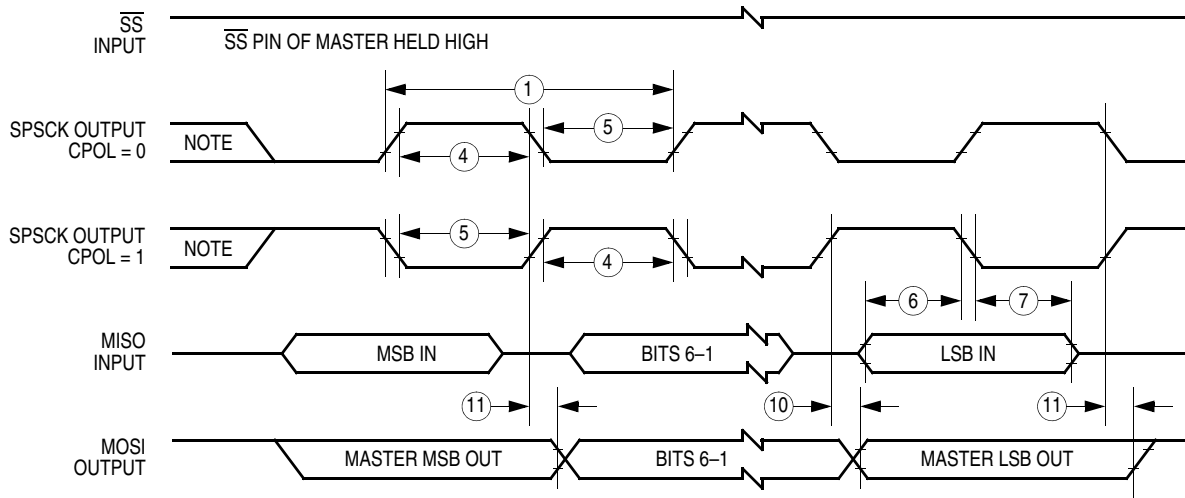 SS
INPUT
SS PIN OF MASTER HELD HIGH
1
SPSCK OUTPUT
CPOL = 0
NOTE
4
5
SPSCK OUTPUT
CPOL = 1
NOTE
5
4
6
7
MISO
INPUT
MSB IN
BITS 6–1
LSB IN
11
10
11
MOSI
OUTPUT
MASTER MSB OUT
BITS 6–1
MASTER LSB OUT